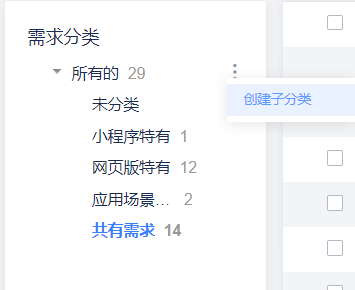 需求分类
所有的 29
创建子分类
未分类
小程序特有 1
网页版特有 12
应用场景... 2
共有需求 14